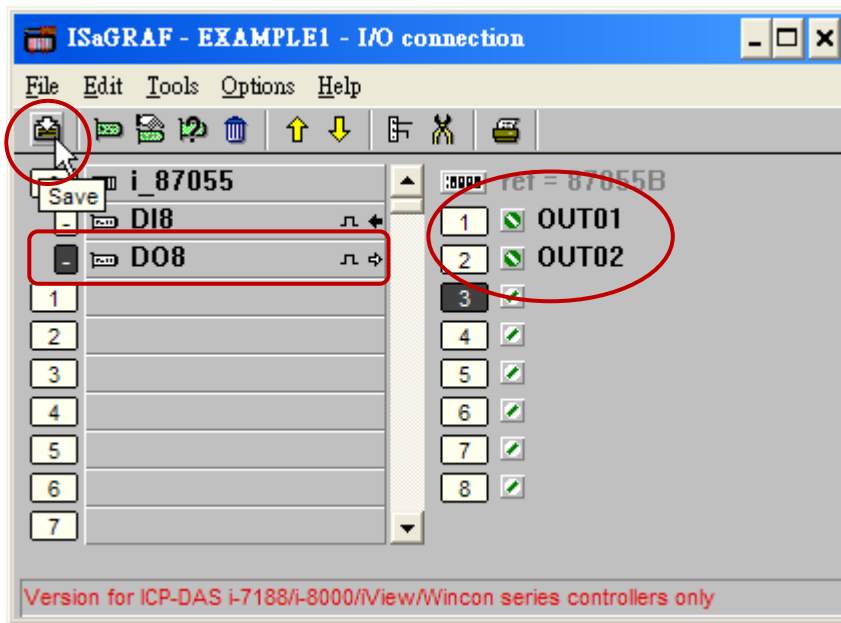 ISaGRAF - EXAMPLE1 - I/O connection
File Edit Tools Options Help
i_87055
Save
DI8
DO8
1
2
3
4
5
6
7
ref = 87055B
1 OUT01
2 OUT02
3
4
5
6
7
8
Version for ICP-DAS i-7188/i-8000/iView/Wincon series controllers only